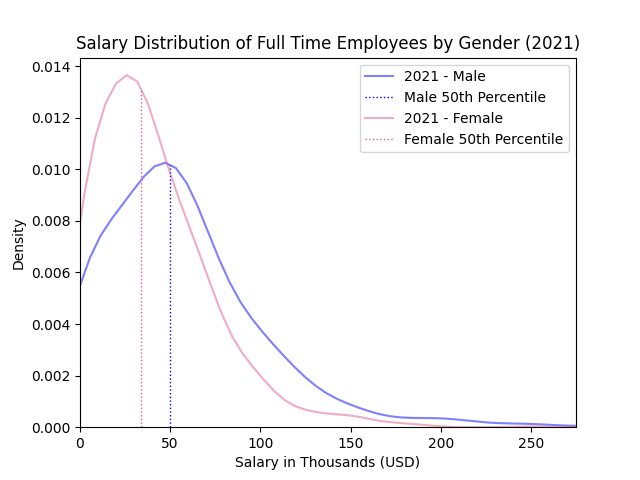 Salary Distribution of Full Time Employees by Gender (2021)
2021 - Male
Male 50th Percentile
2021 - Female
Female 50th Percentile
0.014
0.012
0.010
0.008
0.006
0.004
0.002
0.000
Density
0 50 100 150 200 250
Salary in Thousands (USD)